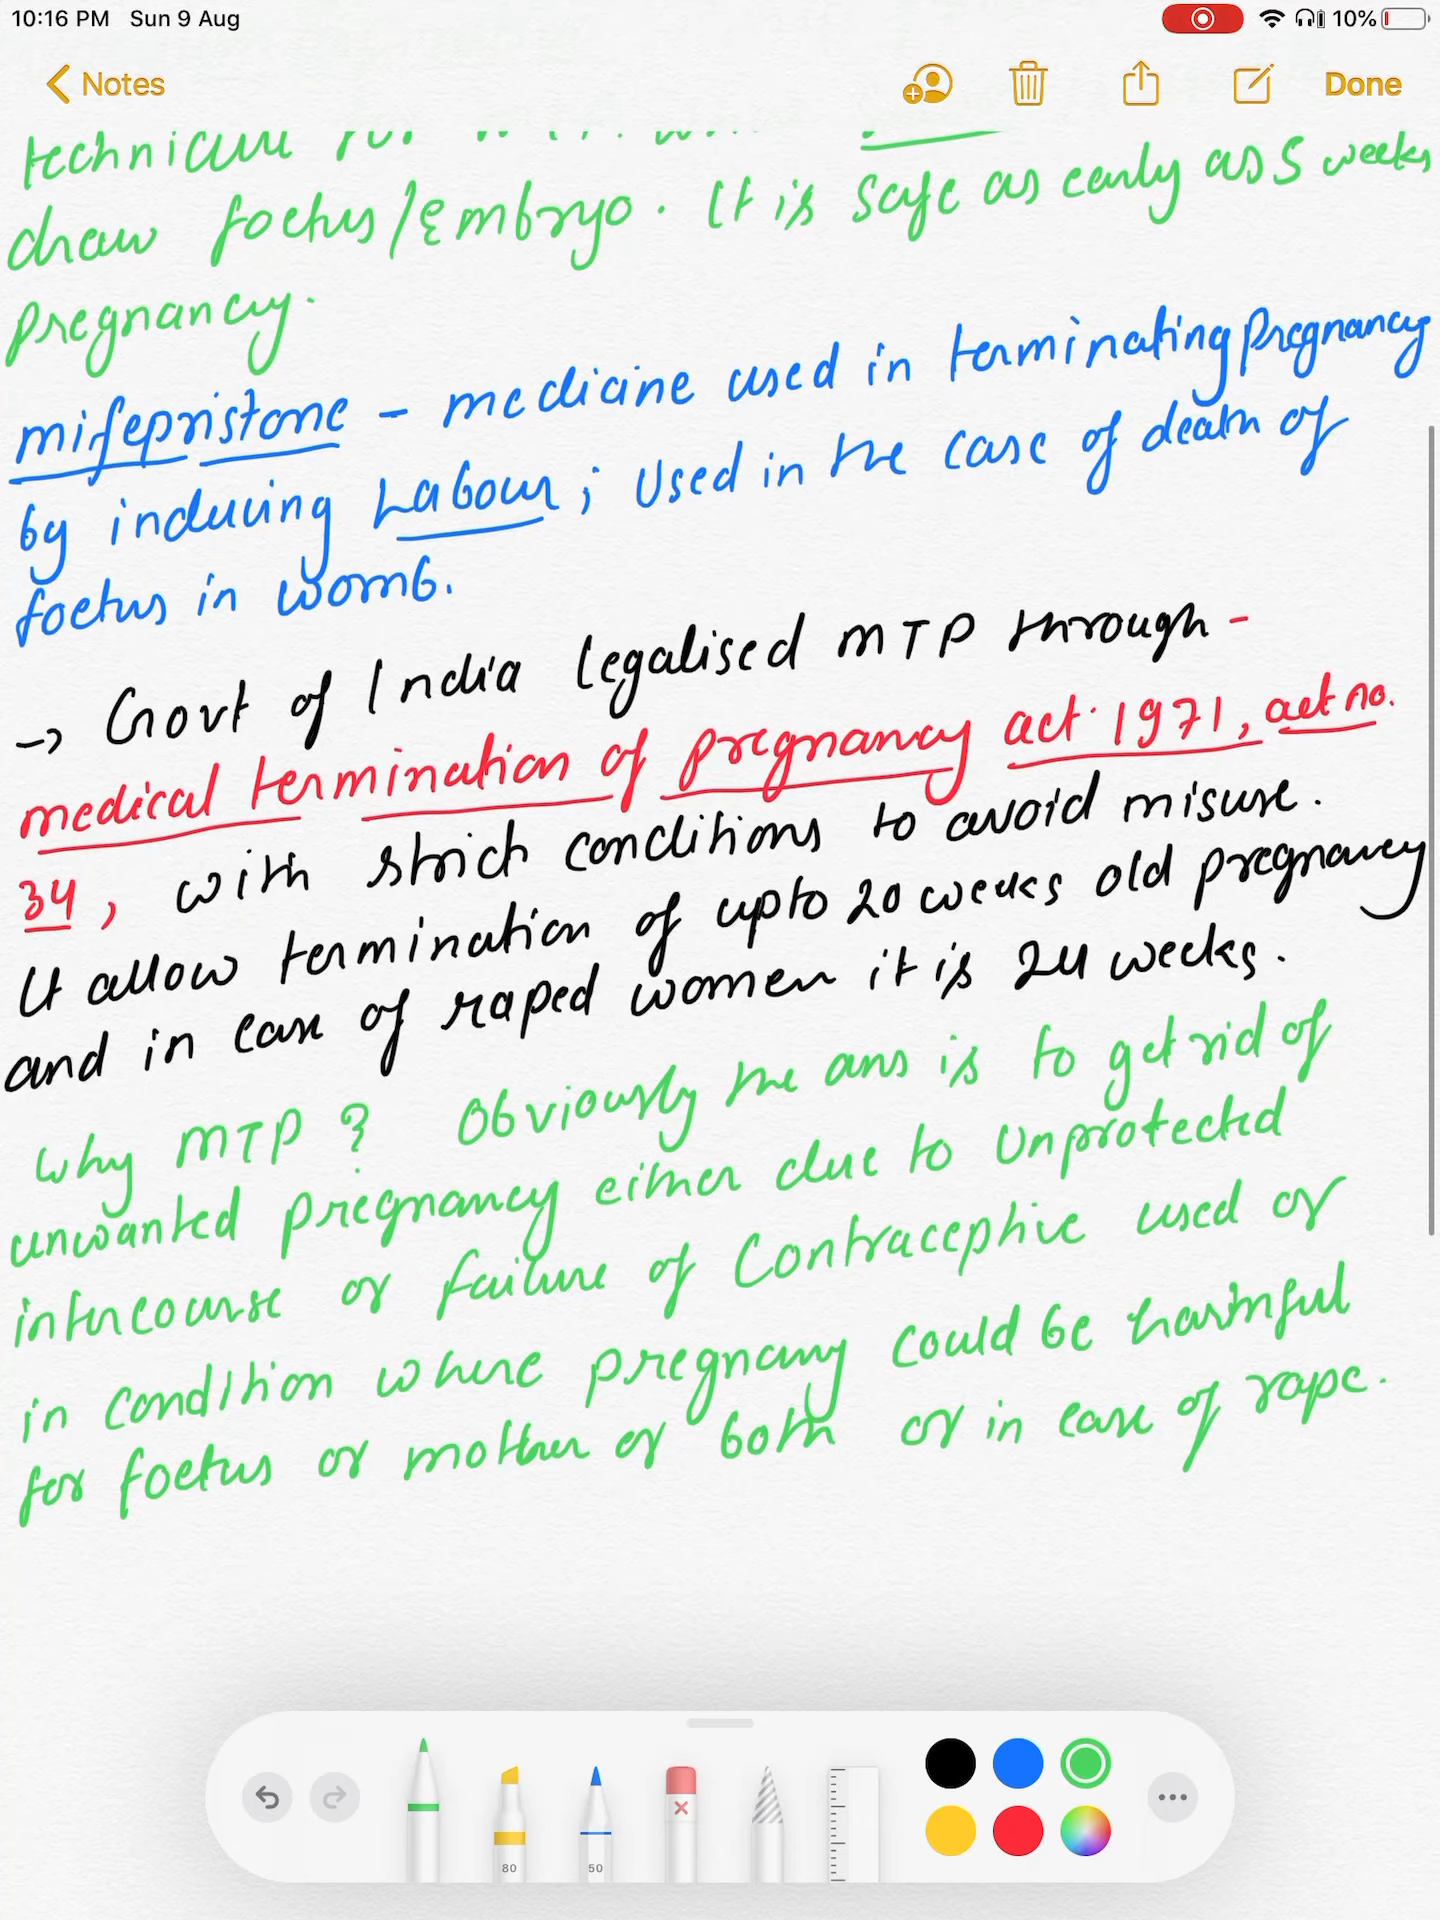 10:16 PM Sun 9 Aug
10%
Notes
Done
technique for
draw foetus/Embryo. It is safe as early as 5 weeks
pregnancy.
mifepristone - medicine used in terminating pregnancy
by inducing Labour; Used in the case of death of
foetus in womb.
→ Govt of India legalised MTP through -
medical termination of pregnancy act 1971, act no.
34, with strict conditions to avoid misuse.
It allow termination of upto 20 weeks old pregnancy
and in case of raped women it is 24 weeks.
Why MTP? Obviously the ans is to get rid of
unwanted pregnancy either due to Unprotected
intercourse or failure of Contraceptive used or
in condition where pregnancy could be harmful
for foetus or mother or both or in case of rape.
80
50